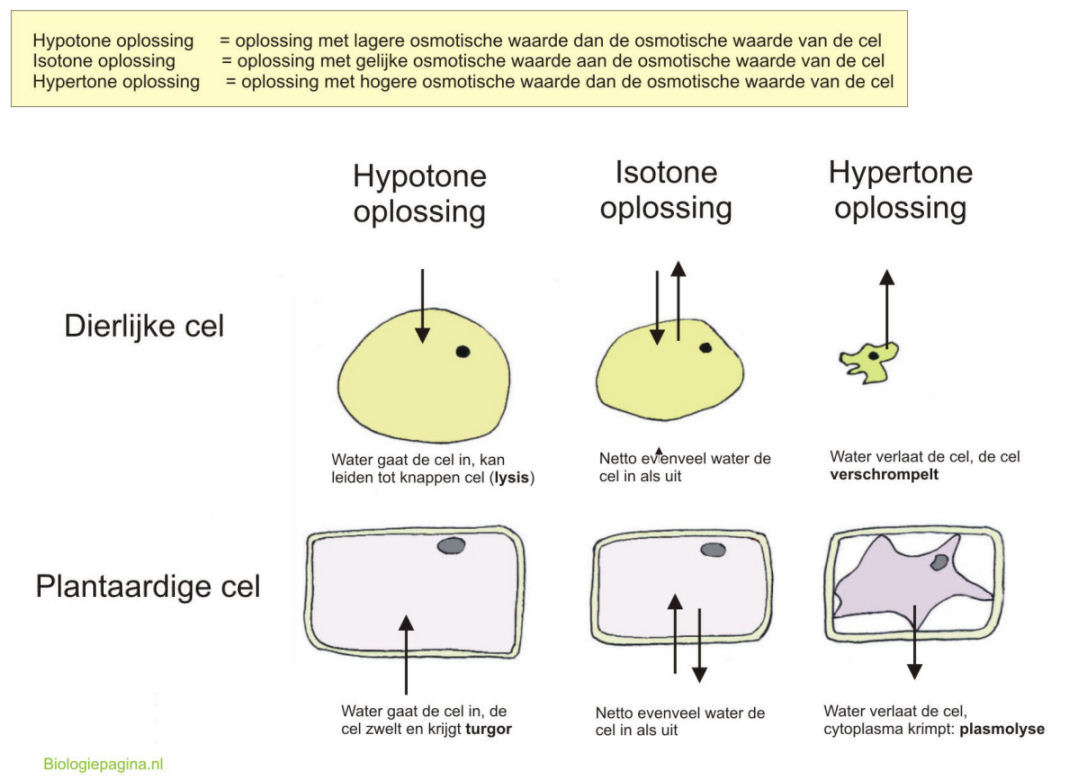 Hypotone oplossing = oplossing met lagere osmotische waarde dan de osmotische waarde van de cel
Isotone oplossing = oplossing met gelijke osmotische waarde aan de osmotische waarde van de cel
Hypertone oplossing = oplossing met hogere osmotische waarde dan de osmotische waarde van de cel
Hypotone
oplossing
Isotone
oplossing
Hypertone
oplossing
Dierlijke cel
Water gaat de cel in, kan
leiden tot knappen cel (lysis)
Netto evenveel water de
cel in als uit
Water verlaat de cel, de cel
verschrompelt
Plantaardige cel
Water gaat de cel in, de
cel zwelt en krijgt turgor
Netto evenveel water de
cel in als uit
Water verlaat de cel,
cytoplasma krimpt: plasmolyse
Biologiepagina.nl